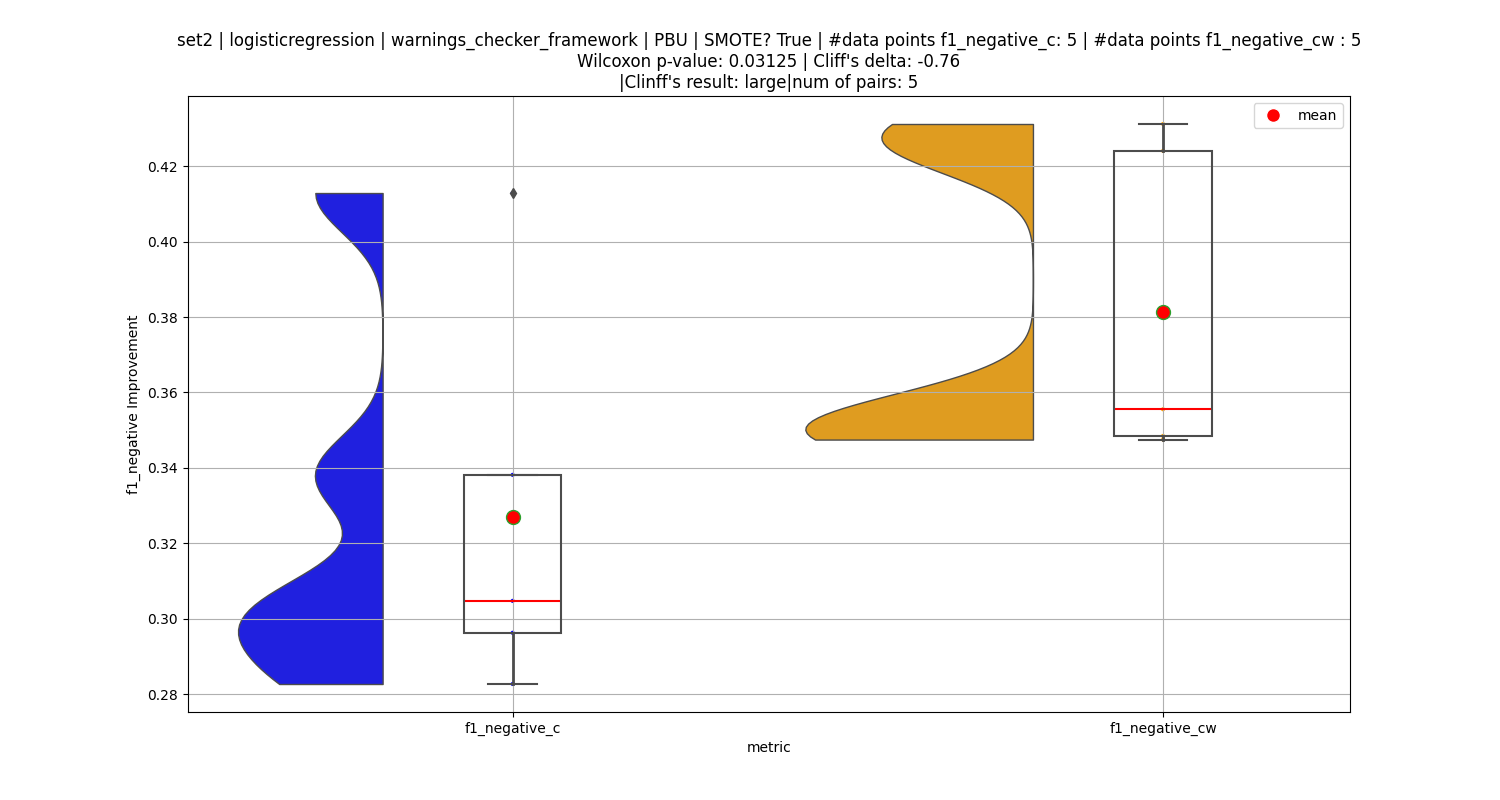 set2 | logisticregression | warnings_checker_framework | PBU | SMOTE? True | #data points f1_negative_c: 5 | #data points f1_negative_cw : 5
Wilcoxon p-value: 0.03125 | Cliff's delta: -0.76
|Clinff's result: large|num of pairs: 5
mean
0.42
0.40
0.38
0.36
0.34
0.32
0.30
0.28
f1_negative Improvement
f1_negative_c
f1_negative_cw
metric